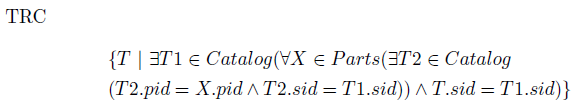 TRC
{T | ∃T1 ∈ Catalog(∀X ∈ Parts(∃T2 ∈ Catalog
(T2.pid = X.pid ∧ T2.sid = T1.sid)) ∧ T.sid = T1.sid)}